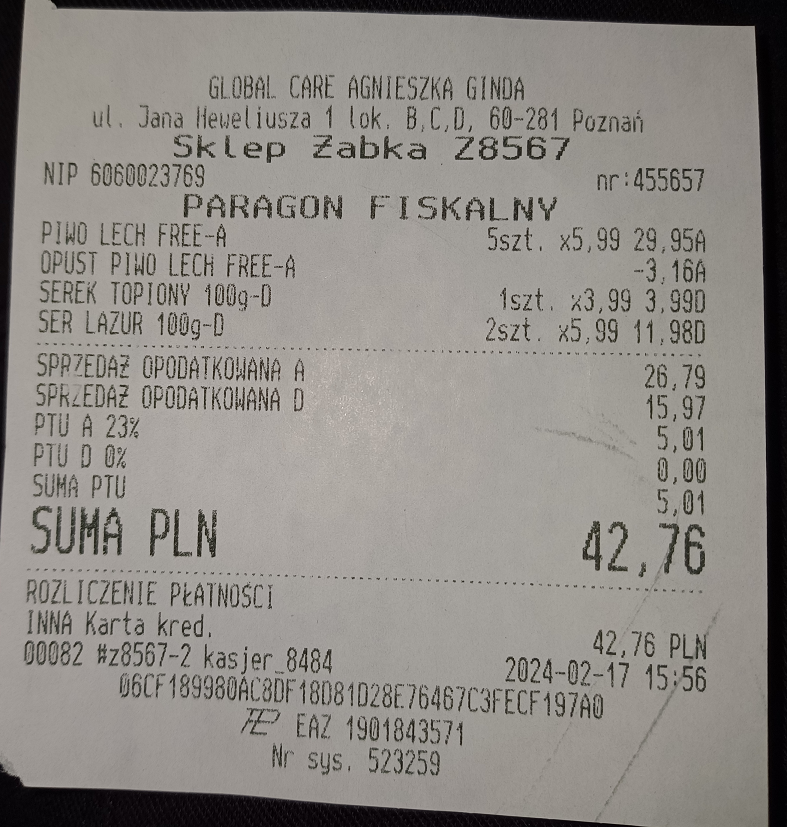 GLOBAL CARE AGNIESZKA GINDA
ul. Jana Heweliusza 1 lok. B,C,D, 60-281 Poznań
Sklep Żabka Z8567
NIP 6060023769 nr:455657
PARAGON FISKALNY
PIWO LECH FREE-A 5szt. x5,99 29,95A
OPUST PIWO LECH FREE-A -3,16A
SEREK TOPIONY 100g-D 1szt. x3,99 3,99D
SER LAZUR 100g-D 2szt. x5,99 11,98D
SPRZEDAŻ OPODATKOWANA A 26,79
SPRZEDAŻ OPODATKOWANA D 15,97
PTU A 23% 5,01
PTU D 0% 0,00
SUMA PTU 5,01
SUMA PLN 42,76
ROZLICZENIE PŁATNOŚCI
INNA Karta kred. 42,76 PLN
00082 #z8567-2 kasjer_8484 2024-02-17 15:56
06CF189980AC8DF18D81D28E76467C3FECF197A0
EAZ 1901843571
Nr sys. 523259